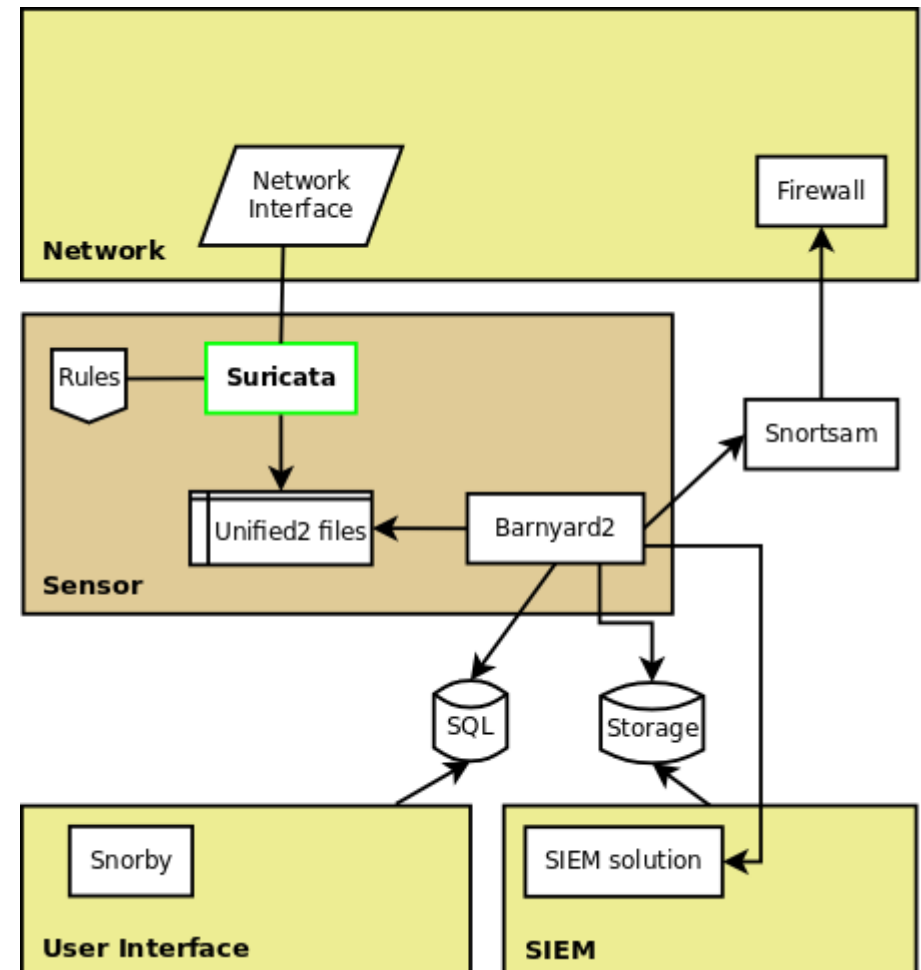 Network
Interface
Firewall
Network
Rules
Suricata
Snortsam
Unified2 files
Barnyard2
Sensor
SQL
Storage
Snorby
SIEM solution
User Interface
SIEM